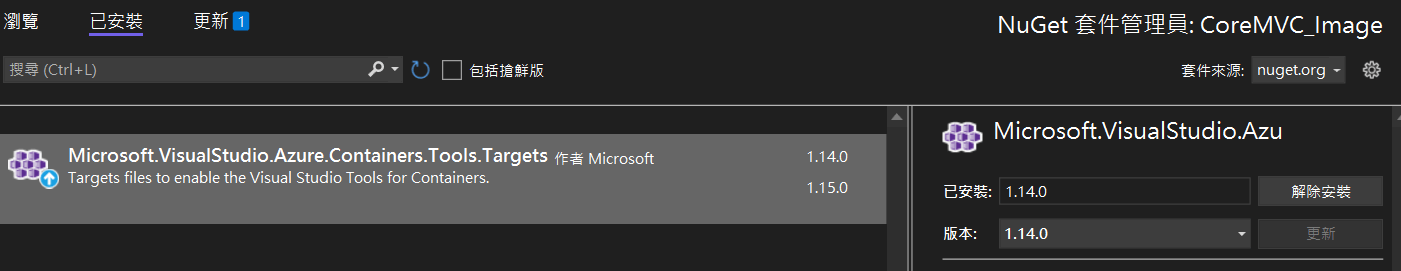 瀏覽 已安裝 更新 1
NuGet 套件管理員: CoreMVC_Image
搜尋 (Ctrl+L) 包括搶鮮版
套件來源: nuget.org
Microsoft.VisualStudio.Azure.Containers.Tools.Targets 作者 Microsoft 1.14.0
Targets files to enable the Visual Studio Tools for Containers. 1.15.0
Microsoft.VisualStudio.Azu
已安裝: 1.14.0 解除安裝
版本: 1.14.0 更新